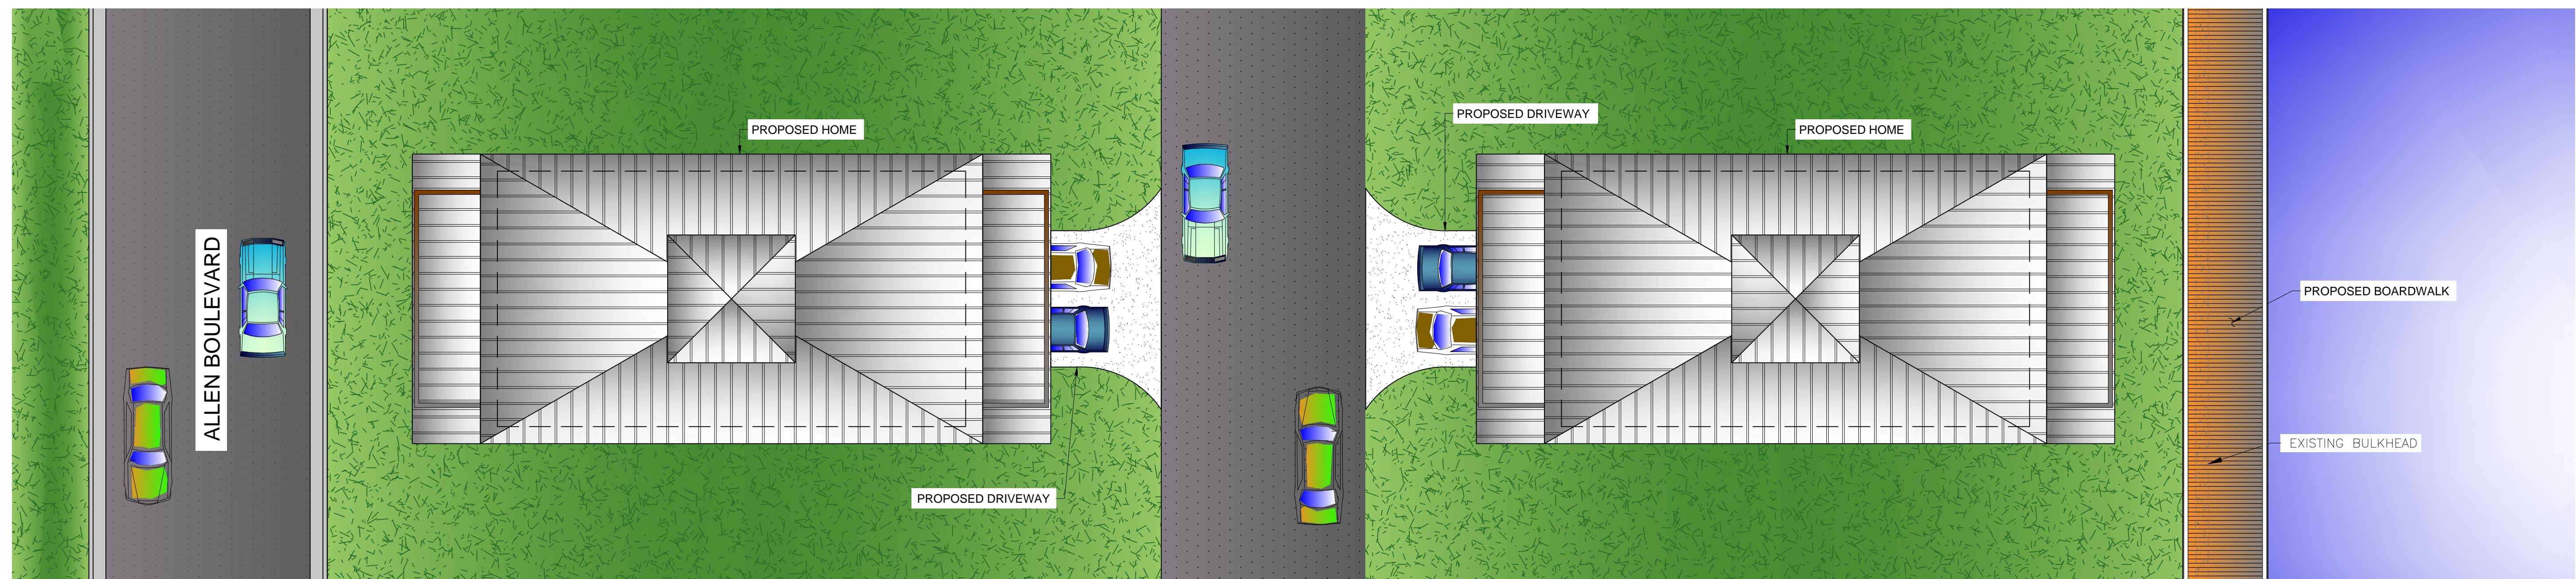 ALLEN BOULEVARD
PROPOSED HOME
PROPOSED DRIVEWAY
PROPOSED DRIVEWAY
PROPOSED HOME
PROPOSED BOARDWALK
EXISTING BULKHEAD